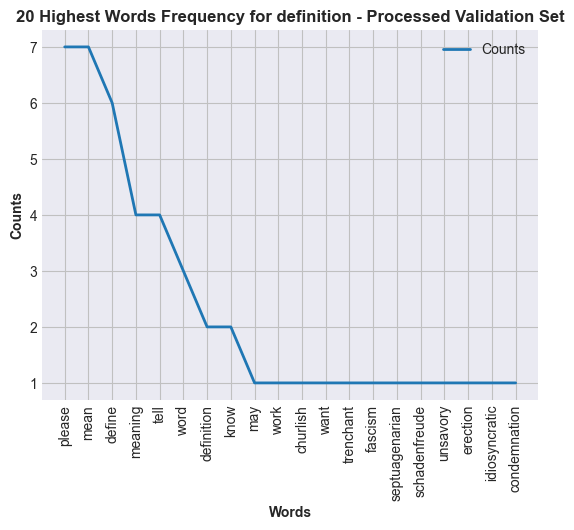 20 Highest Words Frequency for definition - Processed Validation Set
Counts
7
6
5
4
3
2
1
Counts
please
mean
define
meaning
tell
word
definition
know
may
work
churlish
want
trenchant
fascism
septuagenarian
schadenfreude
unsavory
erection
idiosyncratic
condemnation
Words